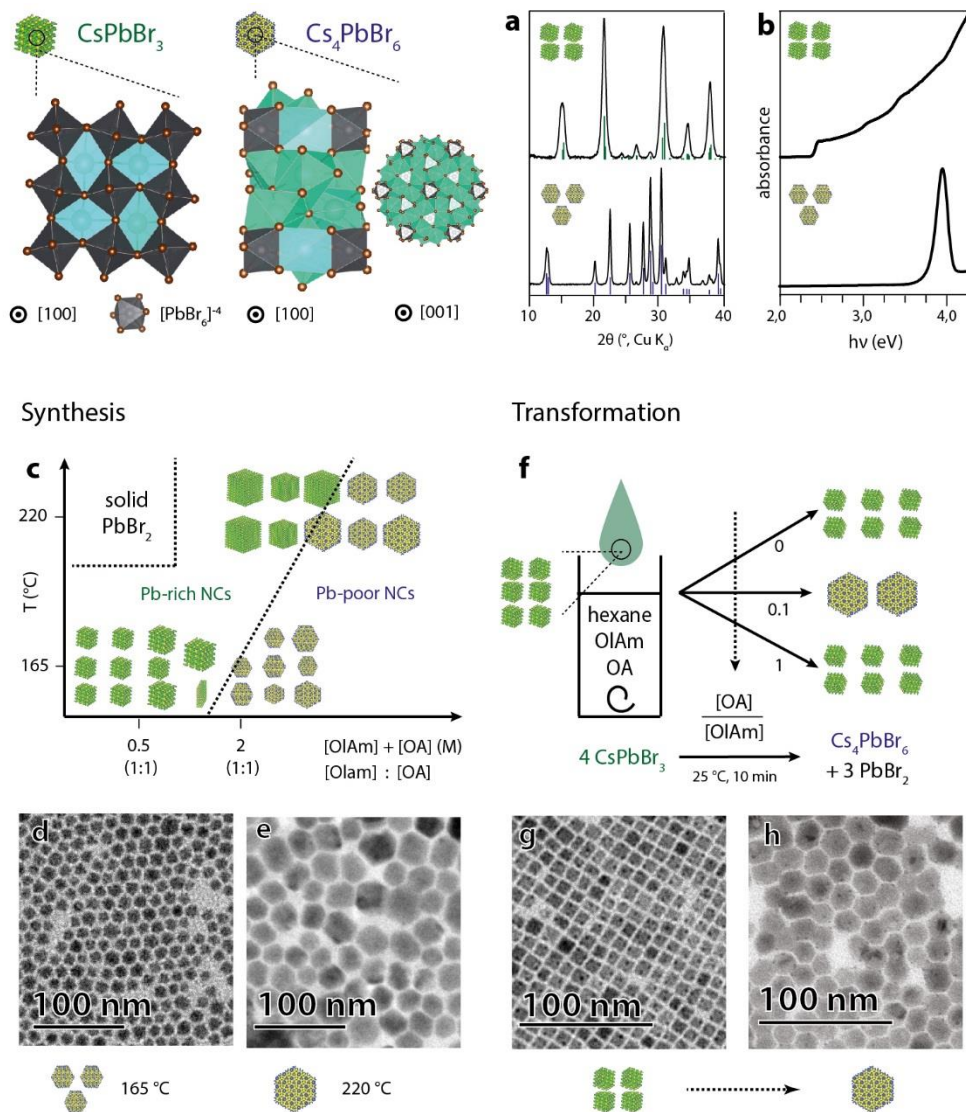 CsPbBr₃
Cs₄PbBr₆
[100]
[PbBr₆]⁻⁴
[100]
[001]
a
10 20 30 40
2θ (°, Cu Kα)
b
absorbance
2,0 3,0 4,0
hν (eV)
Synthesis
c
T (°C)
220
165
solid
PbBr₂
Pb-rich NCs
Pb-poor NCs
0.5
(1:1)
2
(1:1)
[OlAm] + [OA] (M)
[Olam] : [OA]
Transformation
f
hexane
OlAm
OA
0
0.1
1
[OA]
[OlAm]
4 CsPbBr₃
25 °C, 10 min
Cs₄PbBr₆
+ 3 PbBr₂
d
100 nm
e
100 nm
g
100 nm
h
100 nm
165 °C
220 °C